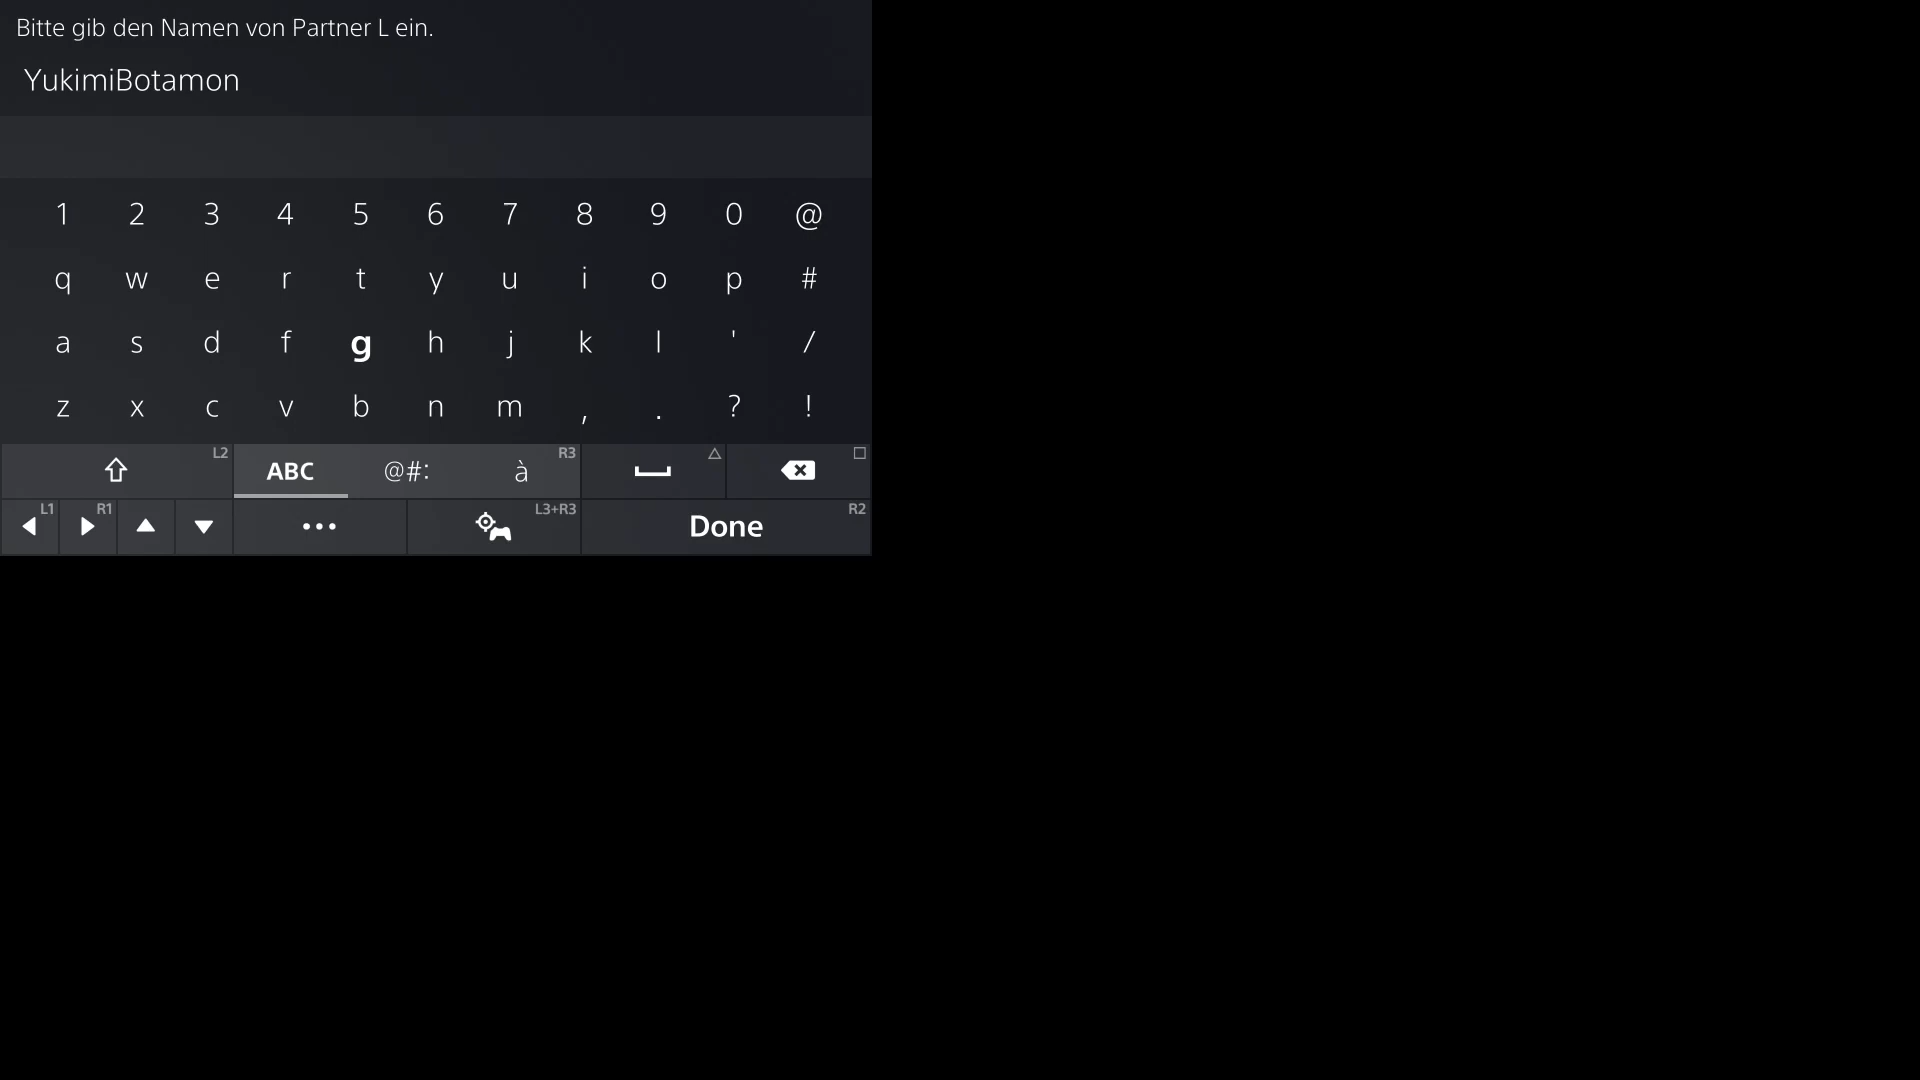 Bitte gib den Namen von Partner L ein.
YukimiBotamon
1 2 3 4 5 6 7 8 9 0 @
q w e r t y u i o p #
a s d f g h j k l ' /
z x c v b n m , . ? !
L2 ABC @#: à R3
L1 R1 ... L3+R3 Done R2